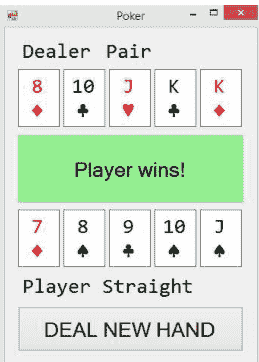 Poker
Dealer Pair
8 10 J K K
♦ ♣ ♥ ♣ ♦
Player wins!
7 8 9 10 J
♦ ♠ ♣ ♠ ♠
Player Straight
DEAL NEW HAND